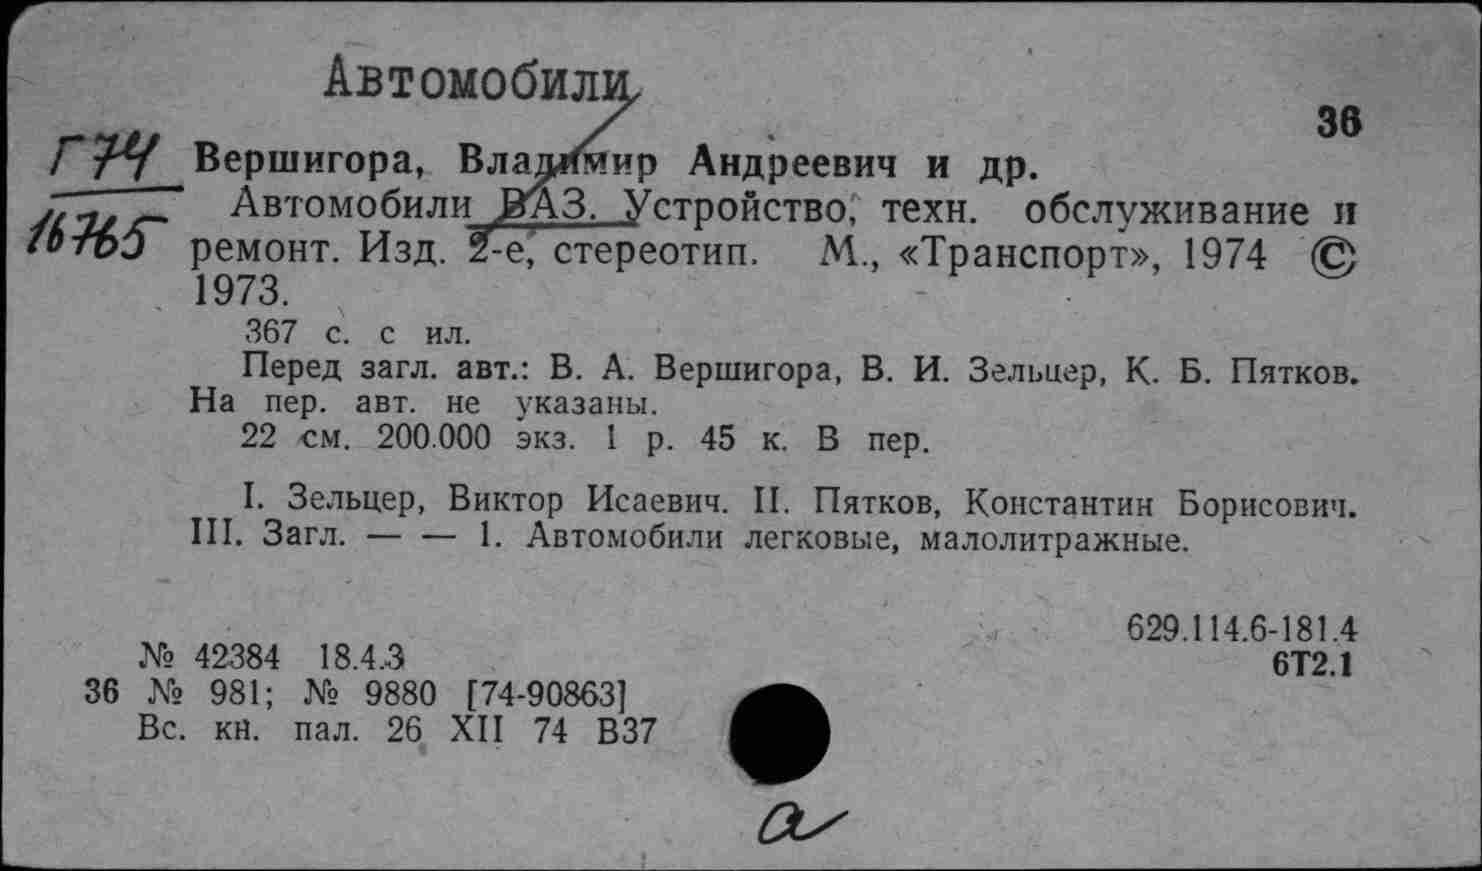 Автомобили
36
Г74 Вершигора, Владимир Андреевич и др.
Автомобили ВАЗ. Устройство, техн. обслуживание и
16765 ремонт. Изд. 2-е, стереотип. М., «Транспорт», 1974 ©
1973.
367 с. с ил.
Перед загл. авт.: В. А. Вершигора, В. И. Зельцер, К. Б. Пятков.
На пер. авт. не указаны.
22 см. 200.000 экз. 1 р. 45 к. В пер.
I. Зельцер, Виктор Исаевич. II. Пятков, Константин Борисович.
III. Загл. — — 1. Автомобили легковые, малолитражные.
629.114.6-181.4
№ 42384 18.4.3
6Т2.1
36 № 981; № 9880 [74-90863]
Вс. кн. пал. 26 XII 74 В37